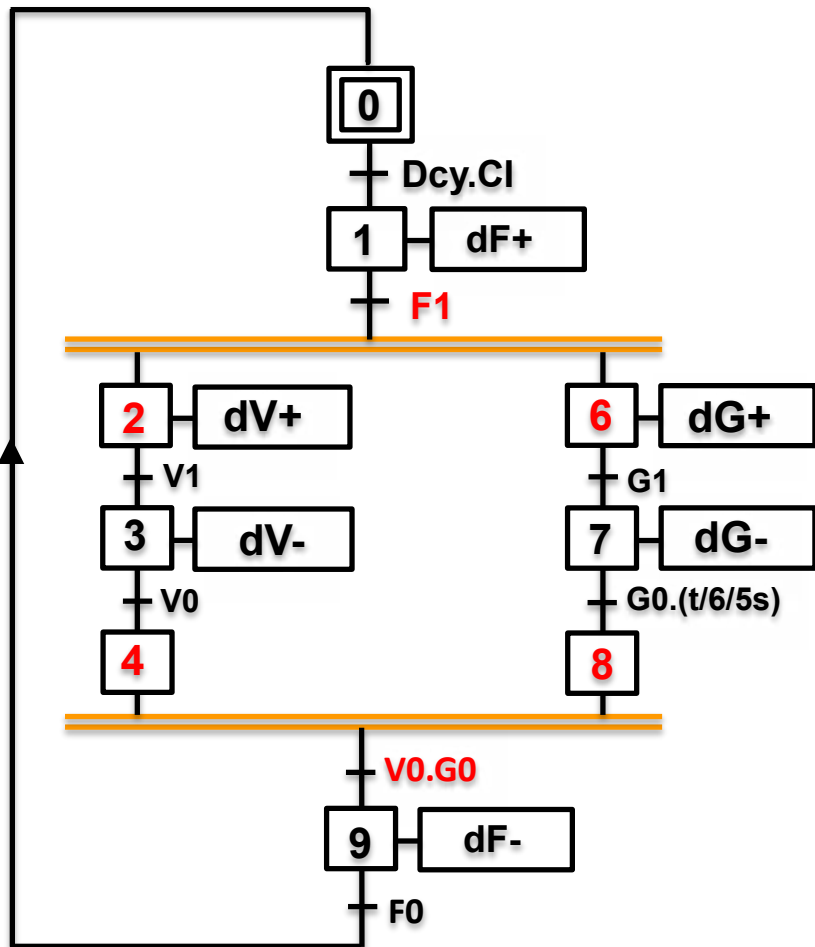 0
Dcy.CI
1 dF+
F1
2 dV+ 6 dG+
V1 G1
3 dV- 7 dG-
V0 G0.(t/6/5s)
4 8
V0.G0
9 dF-
F0